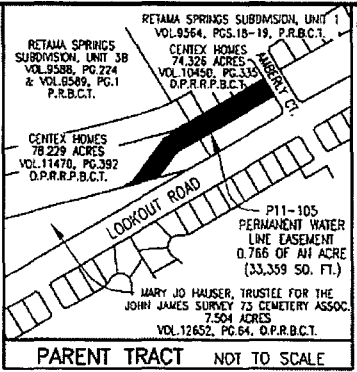 RETAMA SPRINGS SUBDIVISION, UNIT 1
VOL.9564, PGS.18-19, P.R.B.C.T.
RETAMA SPRINGS
SUBDIVISION, UNIT 3B
VOL.9588, PG.224
& VOL.9589, PG.1
P.R.B.C.T.
CENTEX HOMES
74.326 ACRES
VOL.10450, PG.335
O.P.R.R.P.B.C.T.
AMBERLY CT.
CENTEX HOMES
78.229 ACRES
VOL.11470, PG.392
O.P.R.R.P.B.C.T.
LOOKOUT ROAD
P11-105
PERMANENT WATER
LINE EASEMENT
0.766 OF AN ACRE
(33,359 SQ. FT.)
MARY JO HAUSER, TRUSTEE FOR THE
JOHN JAMES SURVEY 73 CEMETERY ASSOC.
7.504 ACRES
VOL.12652, PG.64, O.P.R.B.C.T.
PARENT TRACT NOT TO SCALE